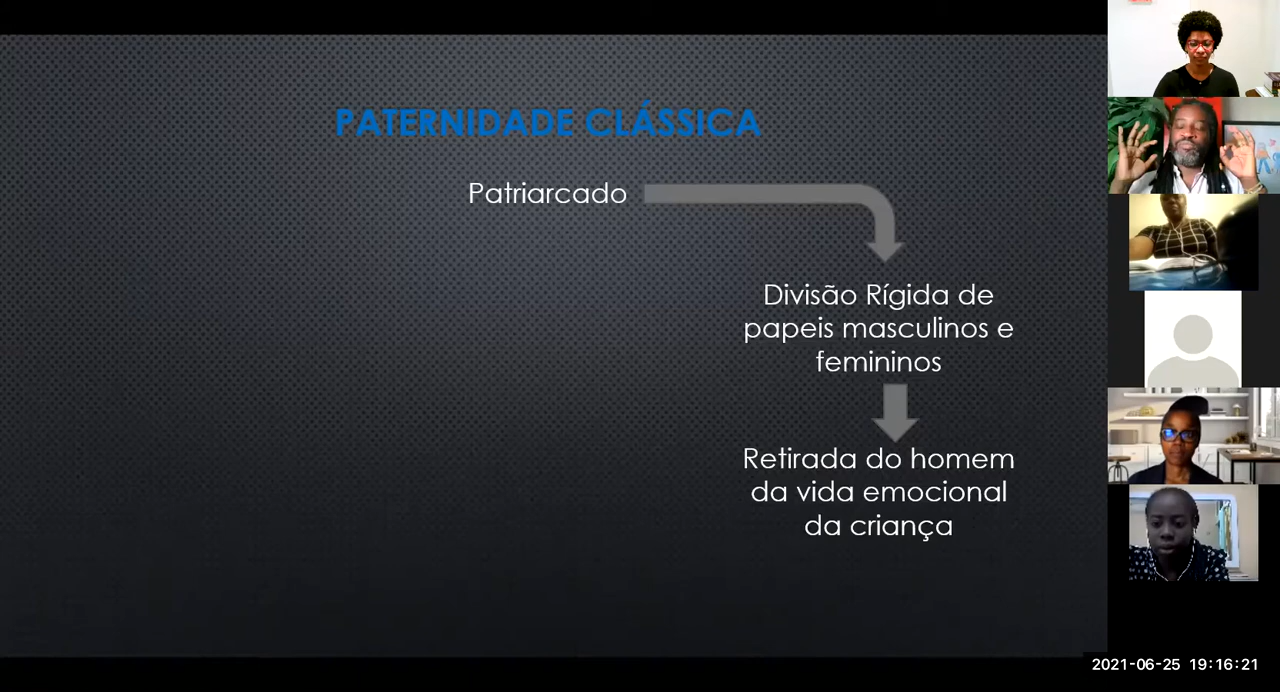 PATERNIDADE CLÁSSICA
Patriarcado
Divisão Rígida de
papeis masculinos e
femininos
Retirada do homem
da vida emocional
da criança
2021-06-25 19:16:21